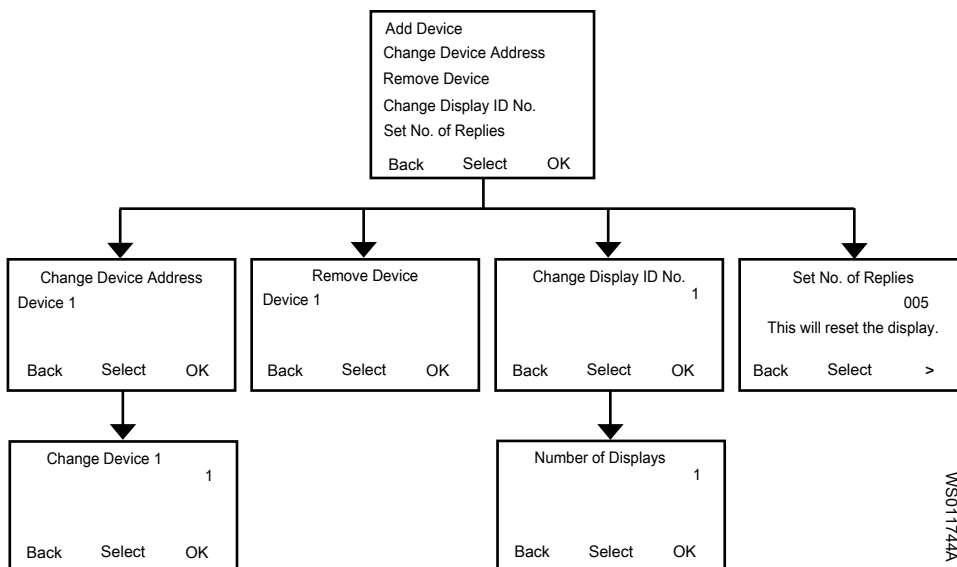 Add Device
Change Device Address
Remove Device
Change Display ID No.
Set No. of Replies
Back Select OK
Change Device Address
Device 1
Back Select OK
Remove Device
Device 1
Back Select OK
Change Display ID No.
1
Back Select OK
Set No. of Replies
005
This will reset the display.
Back Select >
Change Device 1
1
Back Select OK
Number of Displays
1
Back Select OK
WS011744A